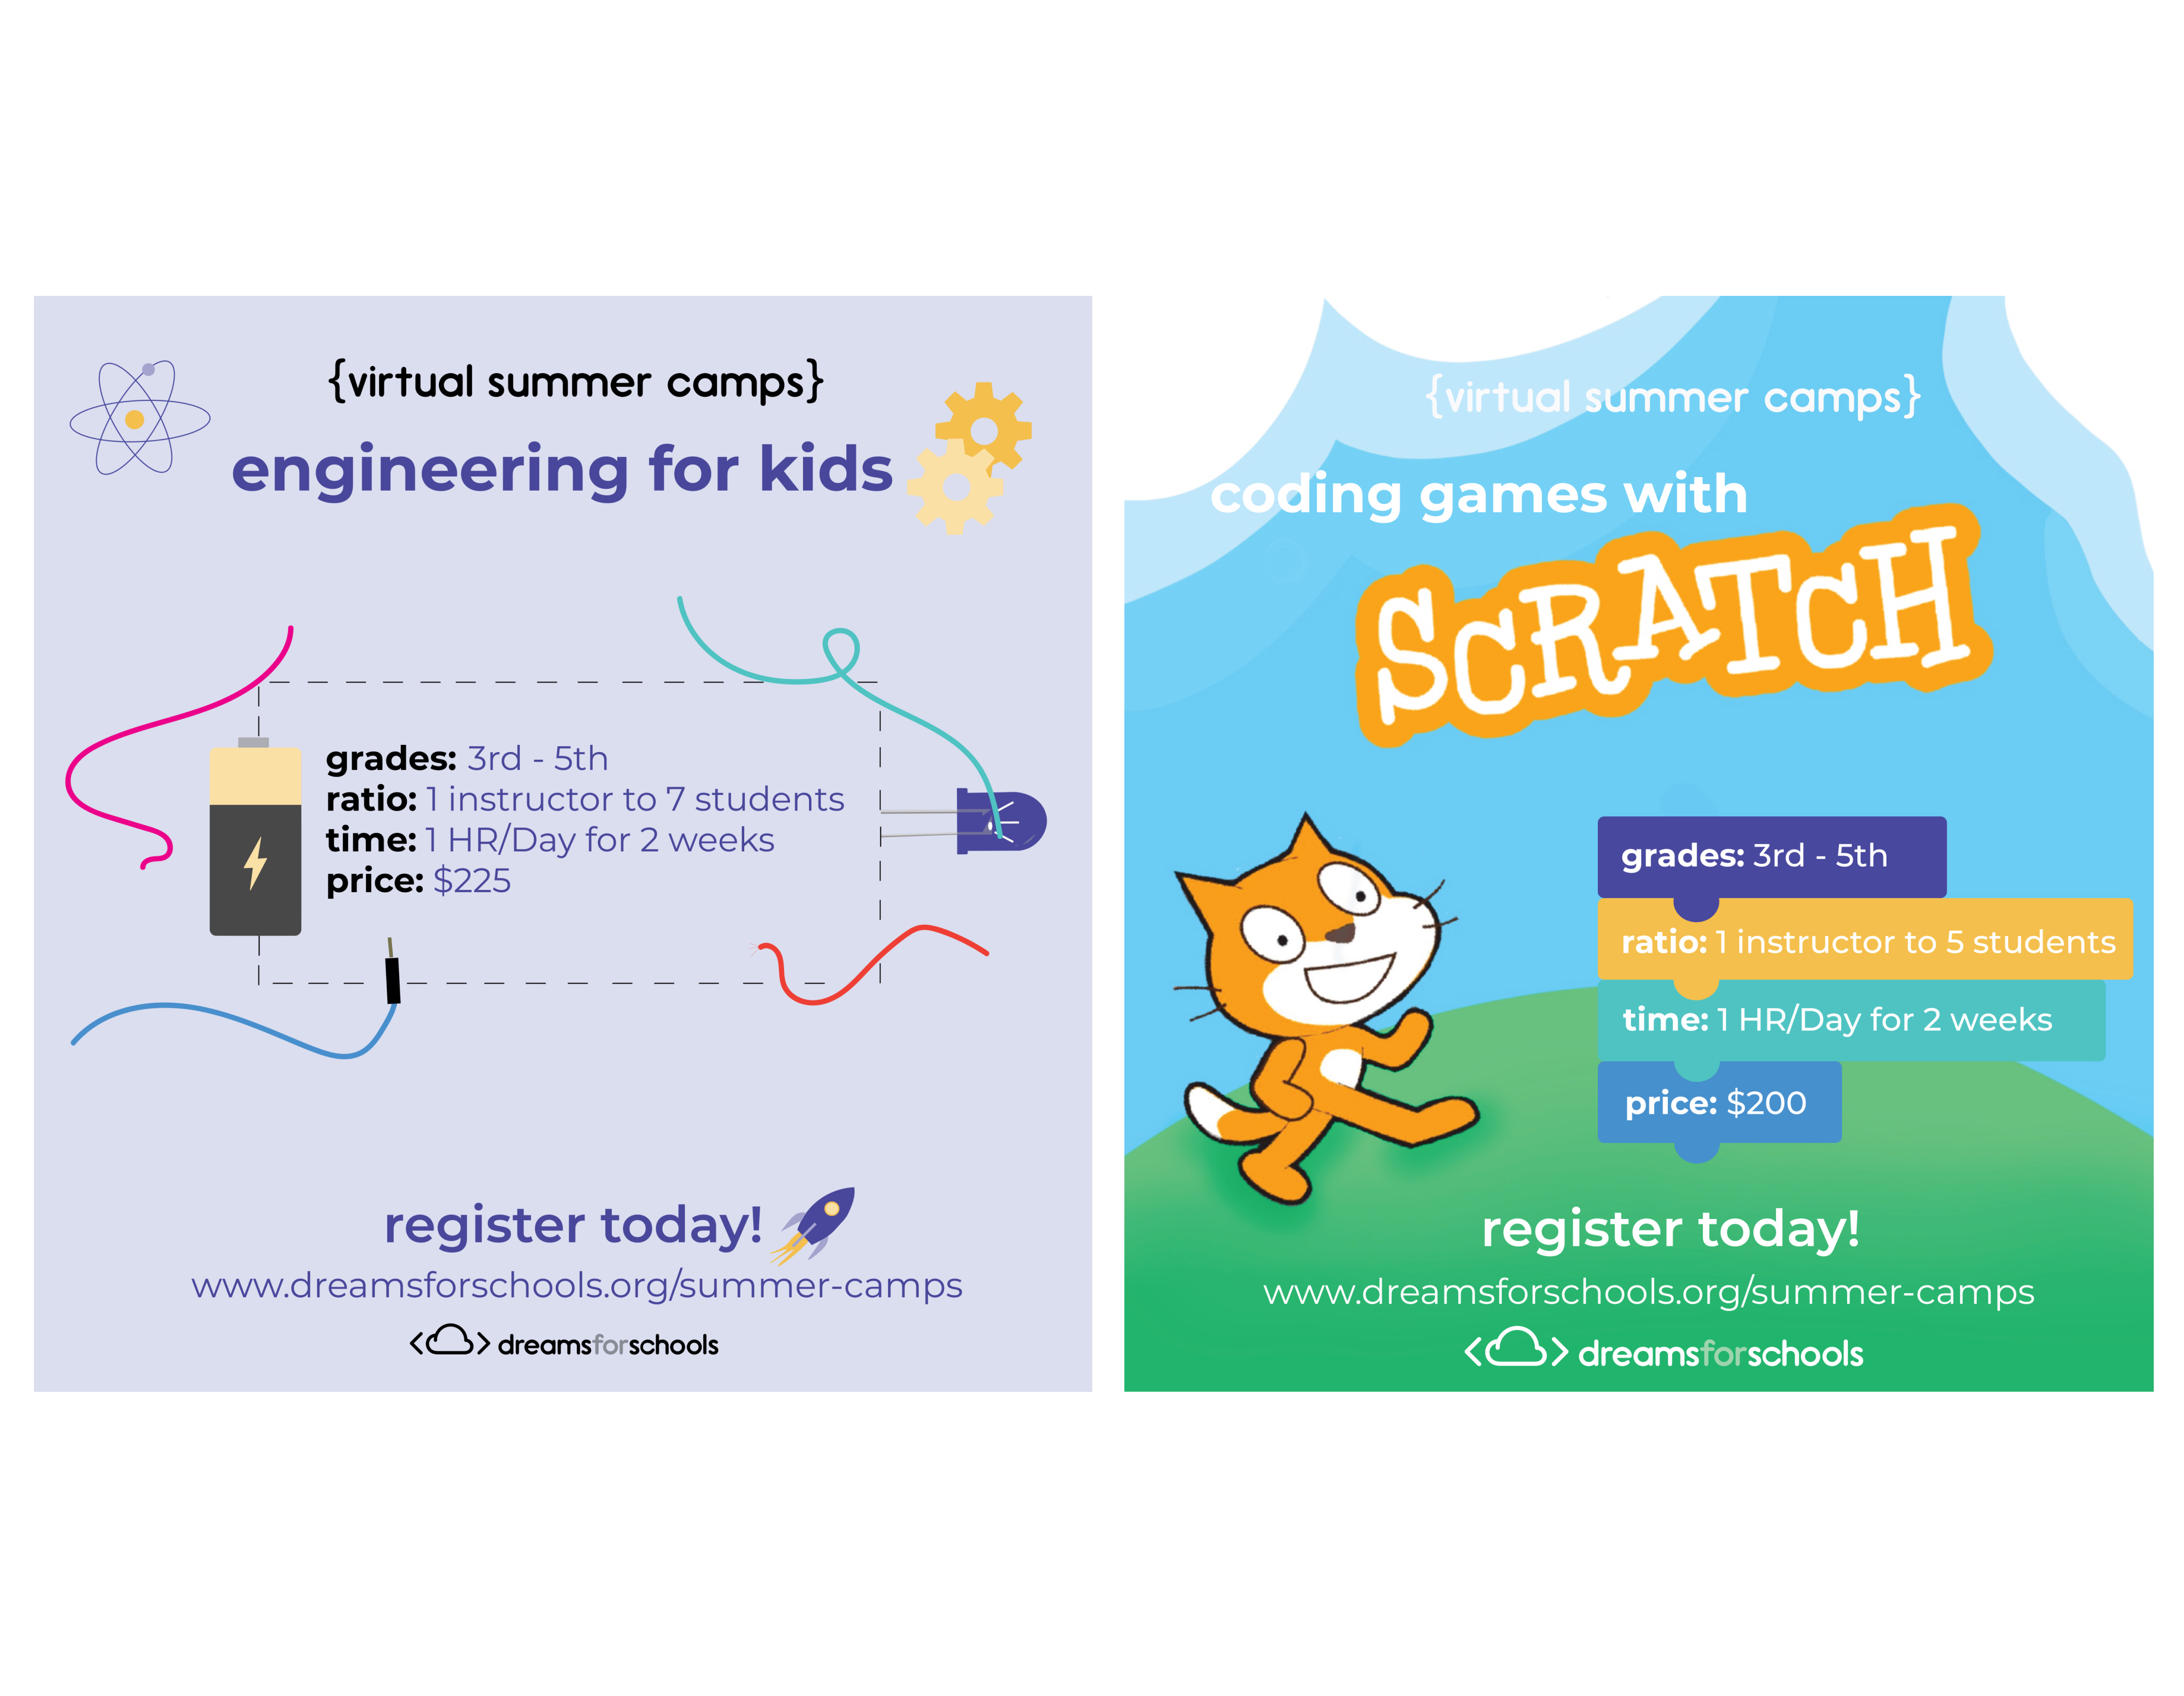 {virtual summer camps}
engineering for kids
grades: 3rd - 5th
ratio: 1 instructor to 7 students
time: 1 HR/Day for 2 weeks
price: $225
register today!
www.dreamsforschools.org/summer-camps
<> dreamsforschools
{virtual summer camps}
coding games with
SCRATCH
grades: 3rd - 5th
ratio: 1 instructor to 5 students
time: 1 HR/Day for 2 weeks
price: $200
register today!
www.dreamsforschools.org/summer-camps
<> dreamsforschools